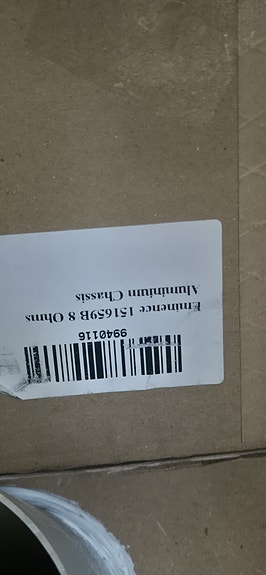 9940116
Eminence 151659B 8 Ohms
Aluminium Chassis